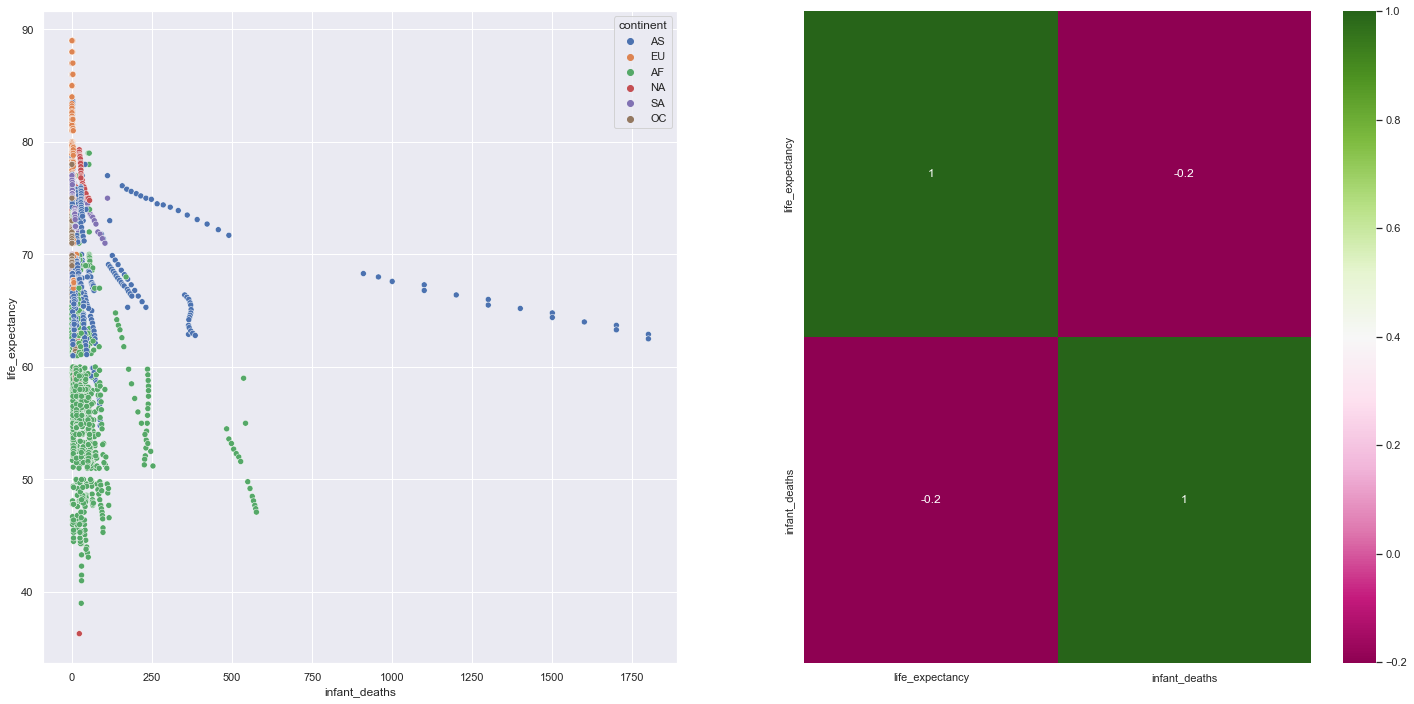 continent
AS
EU
AF
NA
SA
OC
90
80
70
60
50
40
life_expectancy
0
250
500
750
1000
1250
1500
1750
infant_deaths
life_expectancy
infant_deaths
1
-0.2
-0.2
1
life_expectancy
infant_deaths
1.0
0.8
0.6
0.4
0.2
0.0
−0.2